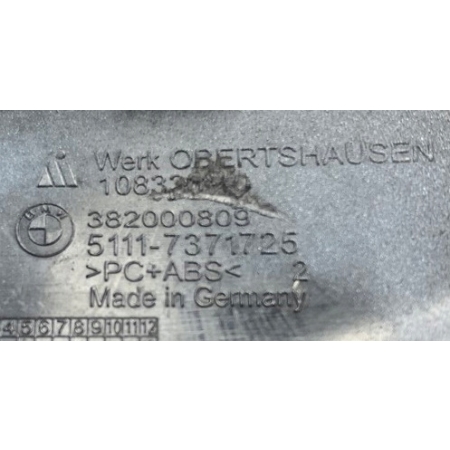 Werk OBERTSHAUSEN
BMW
382000809
5111-7371725
>PC+ABS< 2
Made in Germany
4 5 6 7 8 9 10 11 12